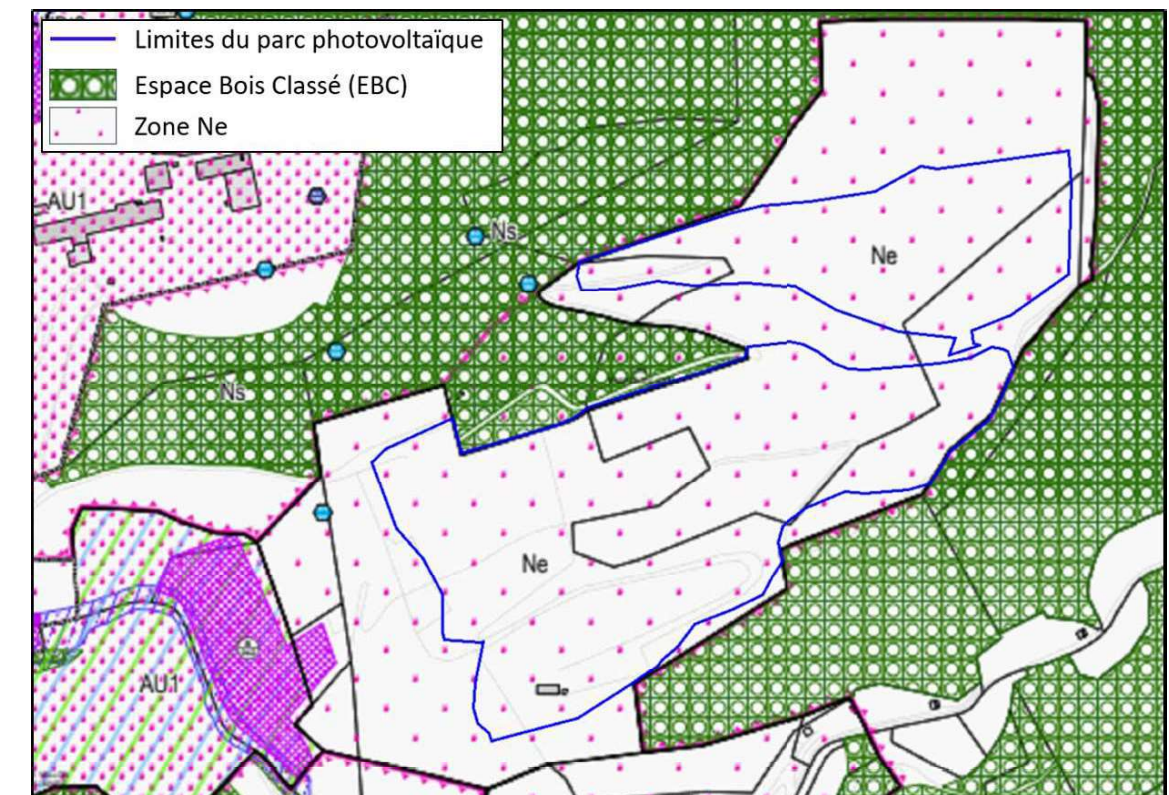 Limites du parc photovoltaïque
Espace Bois Classé (EBC)
Zone Ne
AU1
Ns
Ne
Ns
Ne
AU1